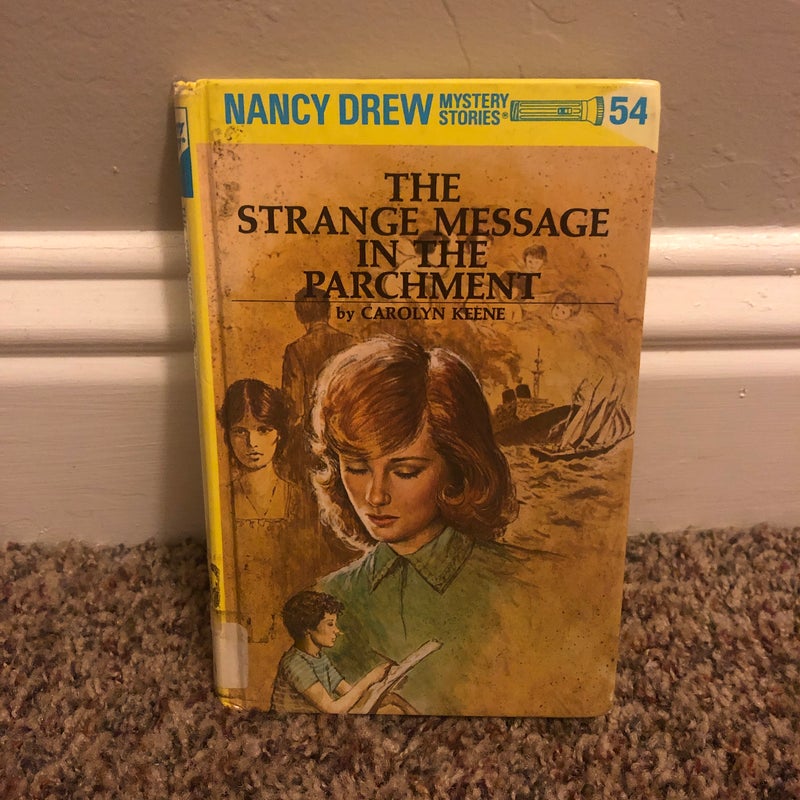 NANCY DREW MYSTERY STORIES® 54
THE
STRANGE MESSAGE
IN THE
PARCHMENT
by CAROLYN KEENE